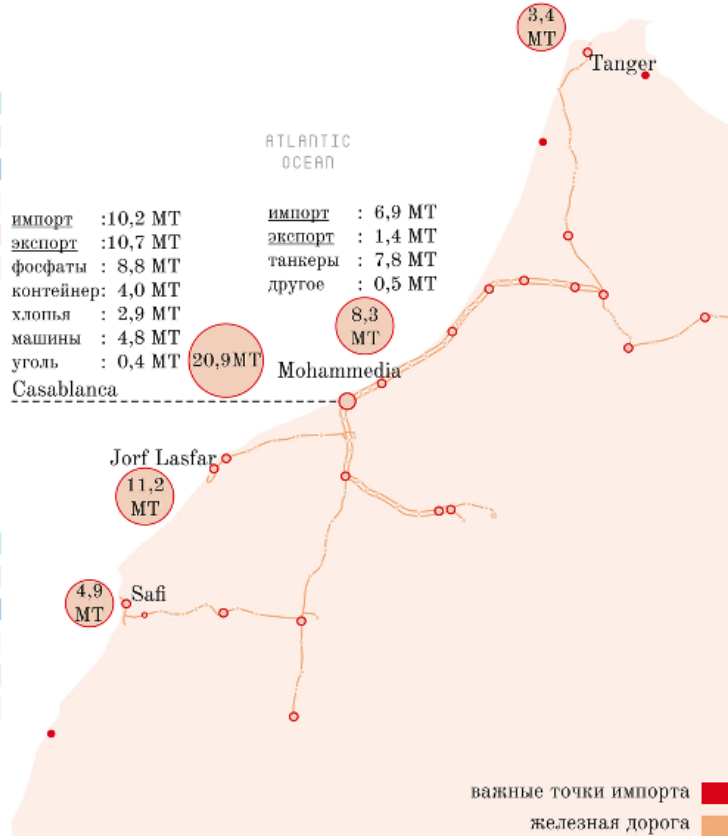 3,4
MT
Tanger
ATLANTIC
OCEAN
импорт :10,2 MT
экспорт :10,7 MT
фосфаты : 8,8 MT
контейнер: 4,0 MT
хлопья : 2,9 MT
машины : 4,8 MT
уголь : 0,4 MT
20,9MT
Casablanca
импорт : 6,9 MT
экспорт : 1,4 MT
танкеры : 7,8 MT
другое : 0,5 MT
8,3
MT
Mohammedia
Jorf Lasfar
11,2
MT
4,9
MT
Safi
важные точки импорта
железная дорога